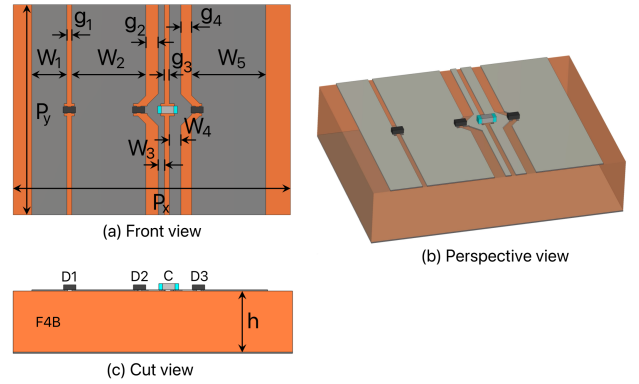 g1 g2 g4
W1 W2 g3 W5
Py
W4
W3
Px
(a) Front view
(b) Perspective view
D1 D2 C D3
F4B h
(c) Cut view